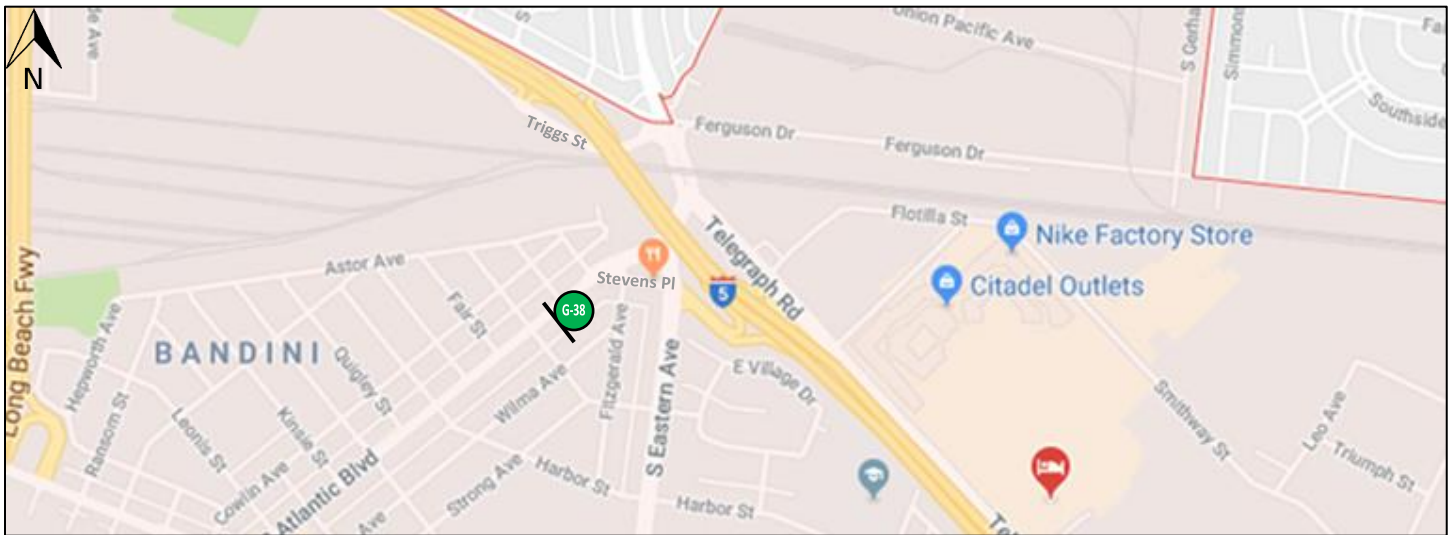 N
S
Union Pacific Ave
S Gerha
Simmons
Southside
Triggs St
Ferguson Dr
Ferguson Dr
Telegraph Rd
Flotilla St
Nike Factory Store
Citadel Outlets
5
Stevens Pl
Astor Ave
Long Beach Fwy
Hepworth Ave
BANDINI
Fair St
G-38
Quigley St
Fitzgerald Ave
S Eastern Ave
E Village Dr
Wilma Ave
Ransom St
Leonis St
Kinsie St
Cowlin Ave
Atlantic Blvd
Strong Ave
Ave
Harbor St
Harbor St
Smithway St
Leo Ave
Triumph St